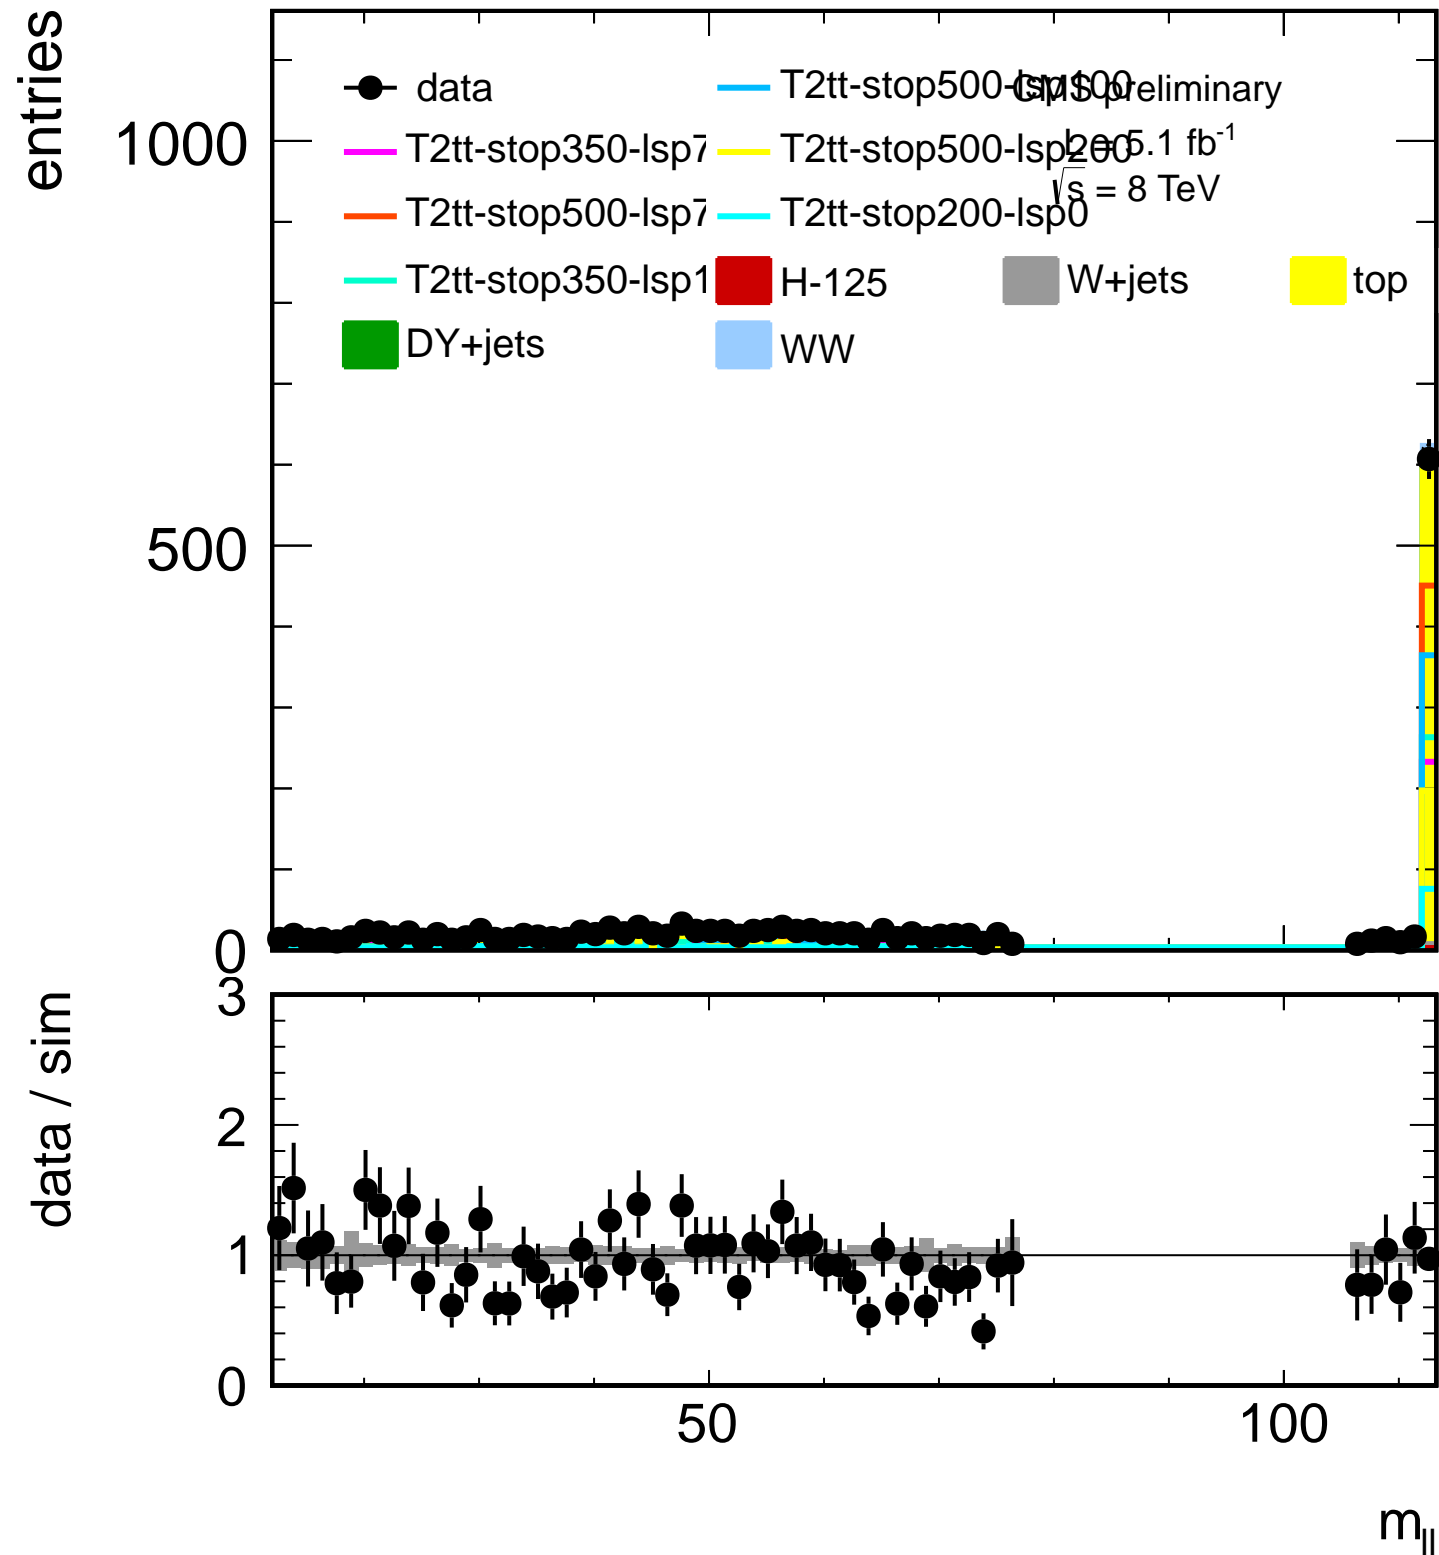 entries
1000
500
0
data
T2tt-stop350-lsp7
T2tt-stop500-lsp7
T2tt-stop350-lsp1
DY+jets
T2tt-stop500-lsp100
T2tt-stop500-lsp200
T2tt-stop200-lsp0
H-125
WW
W+jets
top
CMS preliminary
L = 5.1 fb⁻¹
√s = 8 TeV
data / sim
3
2
1
0
50
100
m_ll